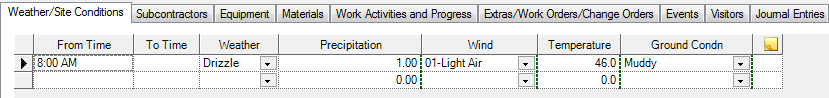 Weather/Site Conditions Subcontractors Equipment Materials Work Activities and Progress Extras/Work Orders/Change Orders Events Visitors Journal Entries
From Time To Time Weather Precipitation Wind Temperature Ground Condn
8:00 AM Drizzle 1.00 01-Light Air 46.0 Muddy
0.00 0.0